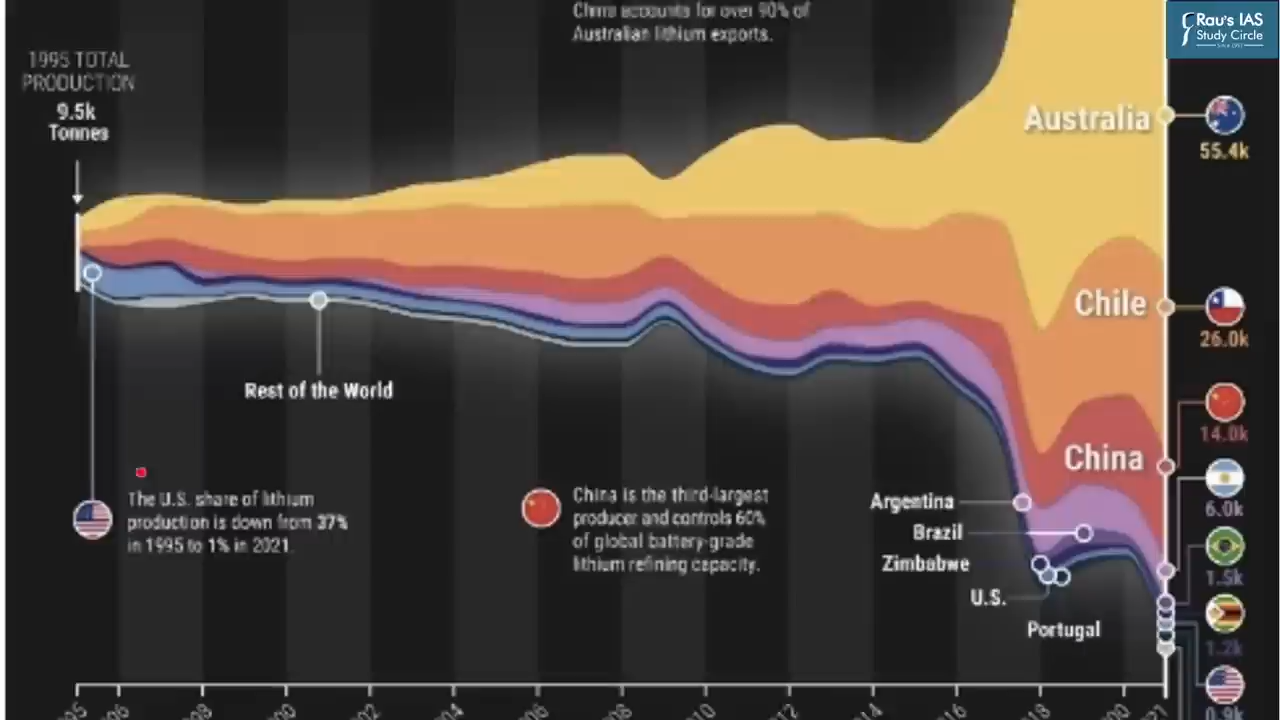 China accounts for over 90% of
Australian lithium exports.
Rau's IAS
Study Circle
1995 TOTAL
PRODUCTION
9.5k
Tonnes
Australia
55.4k
Chile
26.0k
China
14.0k
Rest of the World
The U.S. share of lithium
production is down from 37%
in 1995 to 1% in 2021.
China is the third-largest
producer and controls 60%
of global battery-grade
lithium refining capacity.
Argentina
6.0k
Brazil
1.5k
Zimbabwe
1.2k
U.S.
Portugal